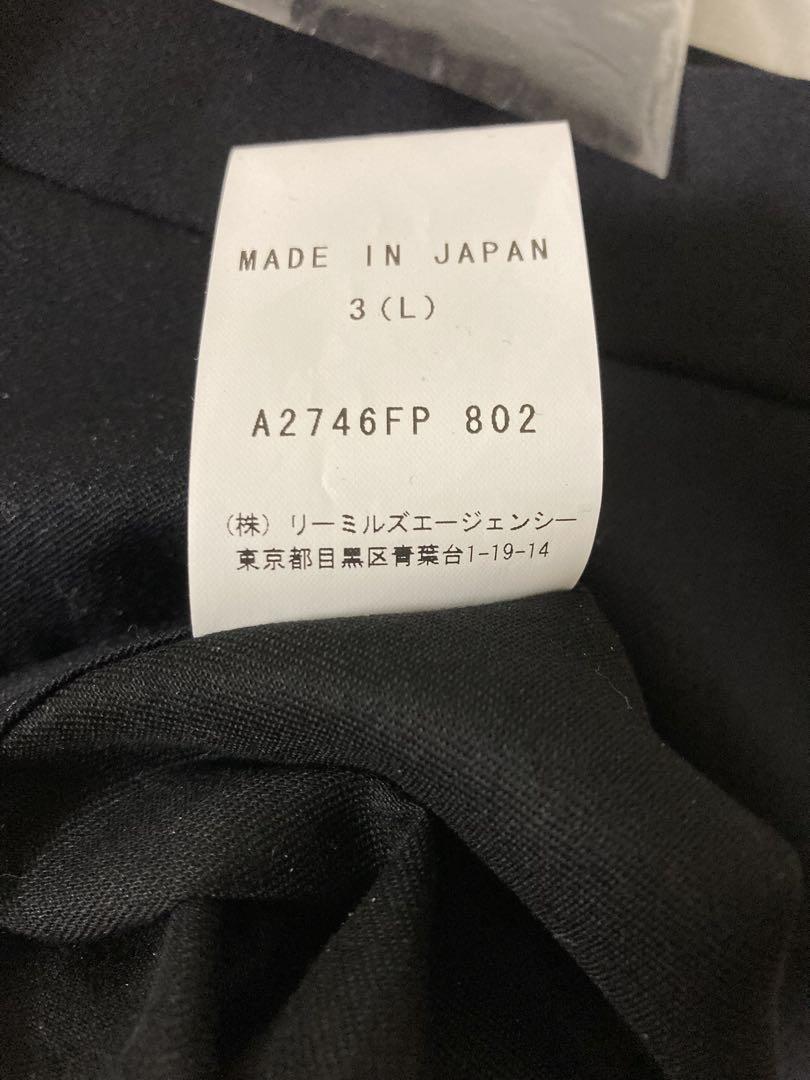 MADE IN JAPAN
3(L)
A2746FP 802
(株)リーミルズエージェンシー
東京都目黒区青葉台1-19-14